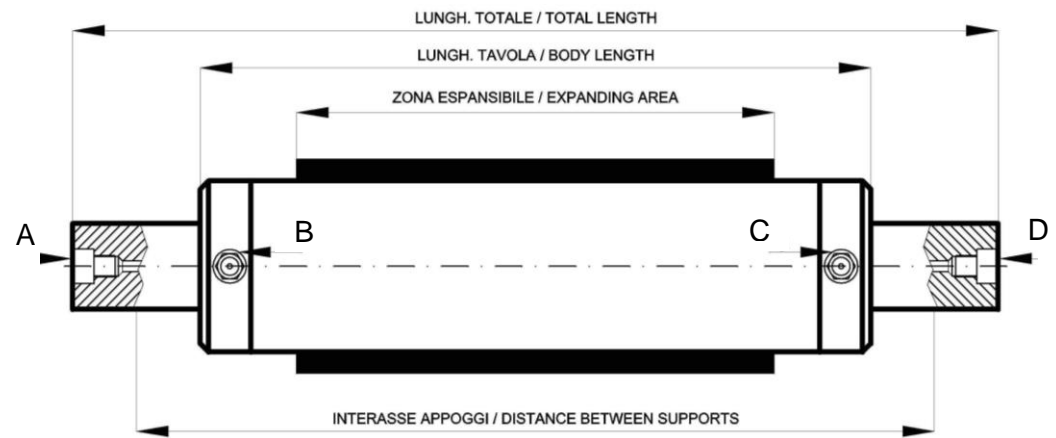 LUNGH. TOTALE / TOTAL LENGTH
LUNGH. TAVOLA / BODY LENGTH
ZONA ESPANSIBILE / EXPANDING AREA
A B C D
INTERASSE APPOGGI / DISTANCE BETWEEN SUPPORTS